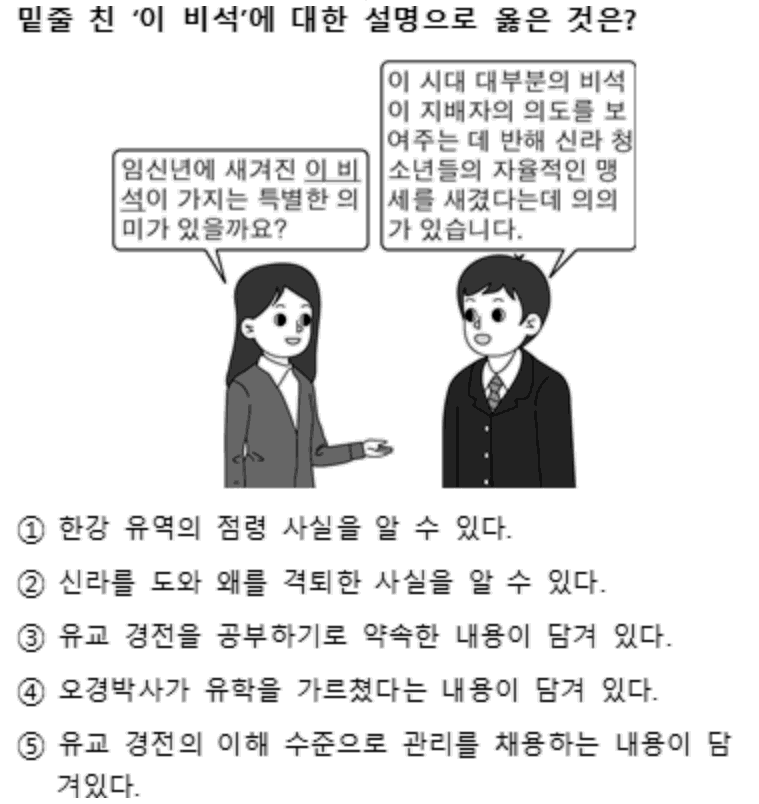 밑줄 친 ‘이 비석’에 대한 설명으로 옳은 것은?
임신년에 새겨진 이 비
석이 가지는 특별한 의
미가 있을까요?
이 시대 대부분의 비석
이 지배자의 의도를 보
여주는 데 반해 신라 청
소년들의 자율적인 맹
세를 새겼다는데 의의
가 있습니다.
① 한강 유역의 점령 사실을 알 수 있다.
② 신라를 도와 왜를 격퇴한 사실을 알 수 있다.
③ 유교 경전을 공부하기로 약속한 내용이 담겨 있다.
④ 오경박사가 유학을 가르쳤다는 내용이 담겨 있다.
⑤ 유교 경전의 이해 수준으로 관리를 채용하는 내용이 담
겨있다.